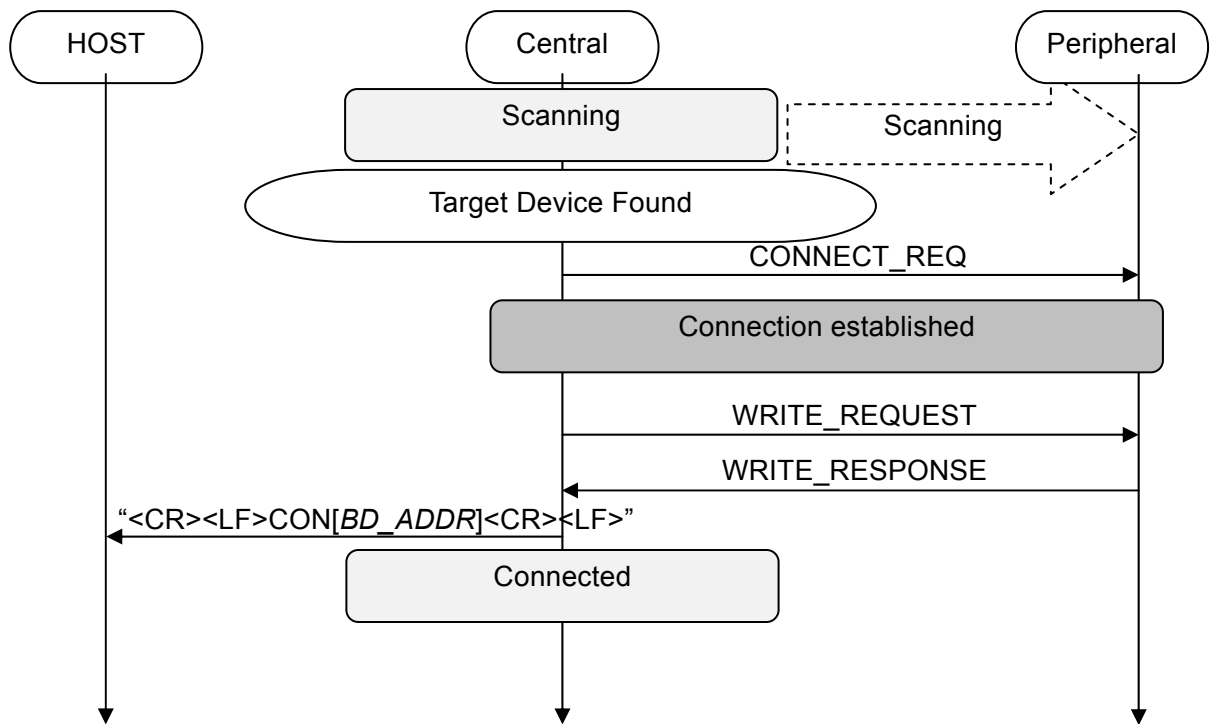 HOST
Central
Peripheral
Scanning
Scanning
Target Device Found
CONNECT_REQ
Connection established
WRITE_REQUEST
WRITE_RESPONSE
“<CR><LF>CON[BD_ADDR]<CR><LF>”
Connected